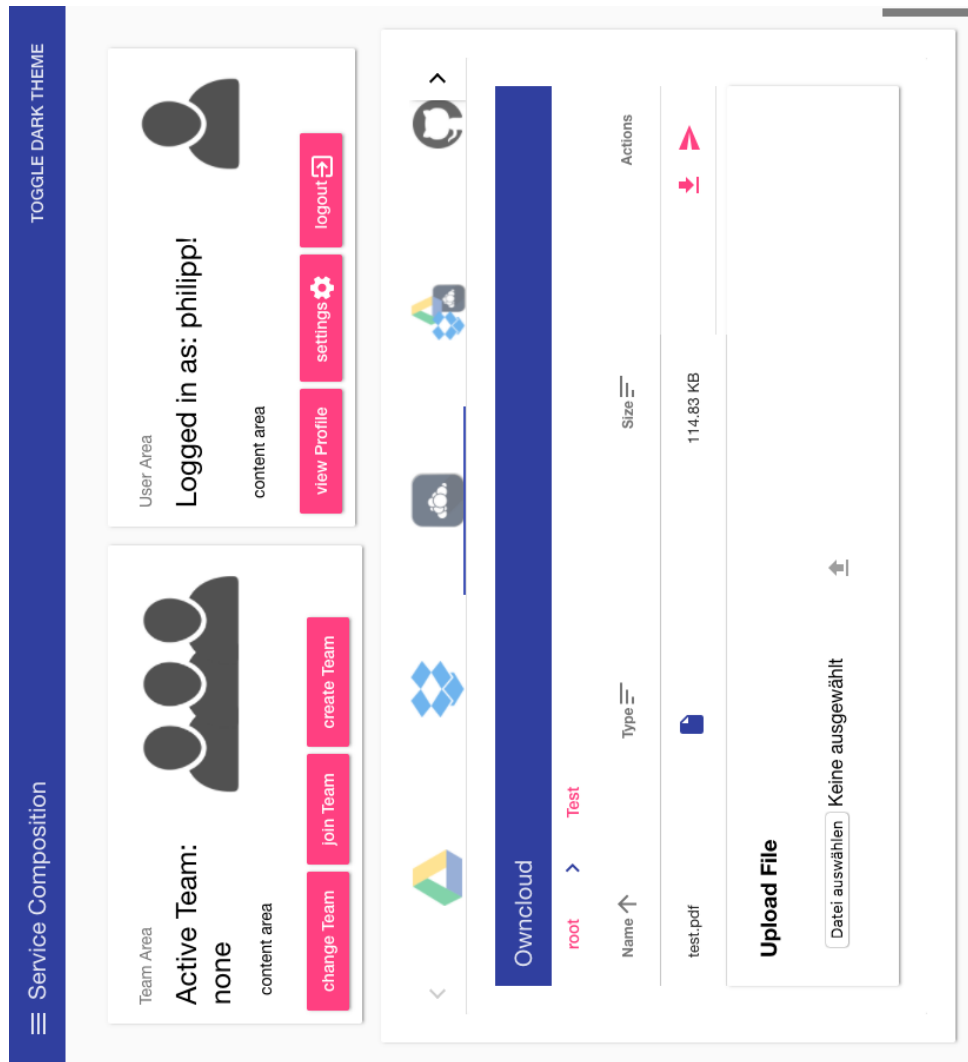 Service Composition
TOGGLE DARK THEME
Team Area
Active Team:
none
content area
change Team
join Team
create Team
User Area
Logged in as: philipp!
content area
view Profile
settings
logout
Owncloud
root > Test
Name Type Size Actions
test.pdf 114.83 KB
Upload File
Datei auswählen Keine ausgewählt